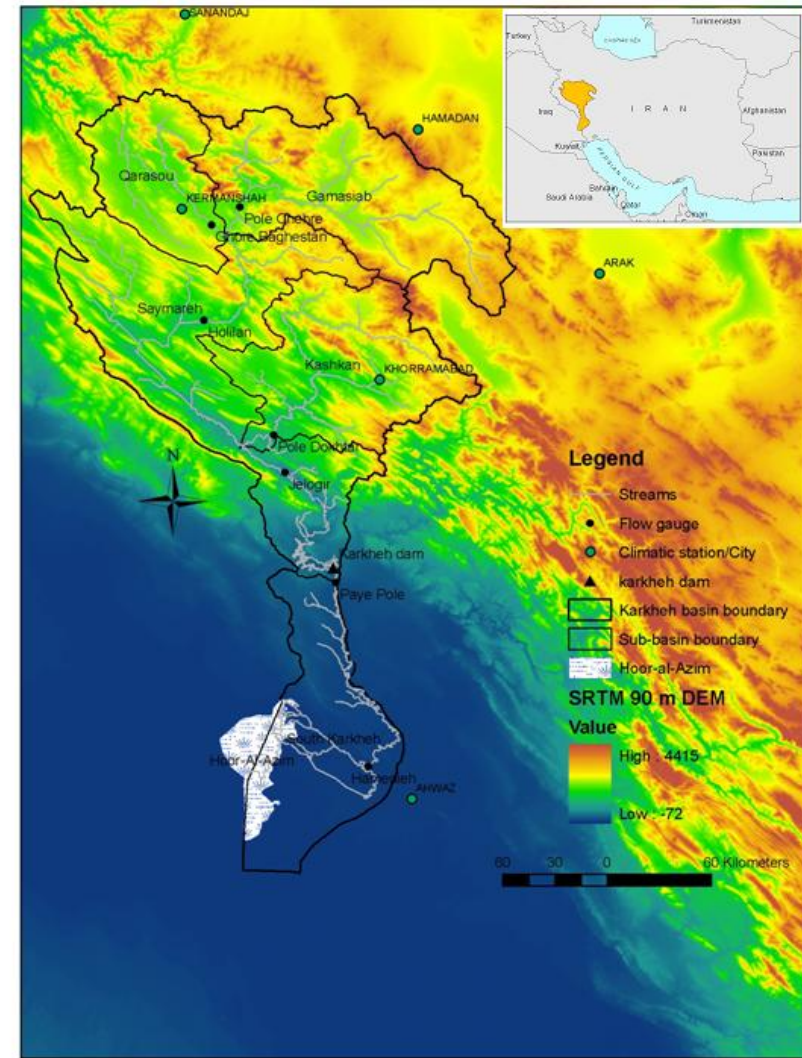 SANANDAJ
HAMADAN
Qarasou
Gamasiab
KERMANSHAH
Pole Chehre
Ghore Baghestan
ARAK
Saymareh
Holilan
Kashkan
KHORRAMABAD
Pole Dokhtar
Jelogir
N
Karkheh dam
Paye Pole
South Karkheh
Hoor-Al-Azim
Hamedieh
AHWAZ
Turkmenistan
Turkey
CASPIAN SEA
Iraq
I R A N
Afghanistan
Kuwait
PERSIAN GULF
Pakistan
Bahrain
Saudi Arabia
Qatar
Oman
Legend
Streams
Flow gauge
Climatic station/City
karkheh dam
Karkheh basin boundary
Sub-basin boundary
Hoor-al-Azim
SRTM 90 m DEM
Value
High : 4415
Low : -72
60 30 0 60 Kilometers